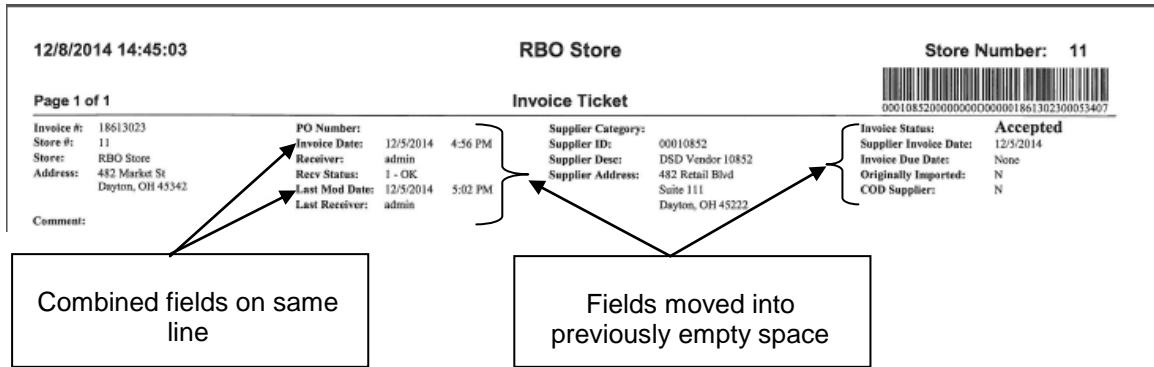 12/8/2014 14:45:03 RBO Store Store Number: 11
Page 1 of 1 Invoice Ticket
00010852000000000000001861302300053407
Invoice #: 18613023 PO Number: Supplier Category: Invoice Status: Accepted
Store #: 11 Invoice Date: 12/5/2014 4:56 PM Supplier ID: 00010852 Supplier Invoice Date: 12/5/2014
Store: RBO Store Receiver: admin Supplier Desc: DSD Vendor 10852 Invoice Due Date: None
Address: 482 Market St Recv Status: 1 - OK Supplier Address: 482 Retail Blvd Originally Imported: N
Dayton, OH 45342 Last Mod Date: 12/5/2014 5:02 PM Suite 111 COD Supplier: N
Last Receiver: admin Dayton, OH 45222
Comment:
Combined fields on same
line
Fields moved into
previously empty space